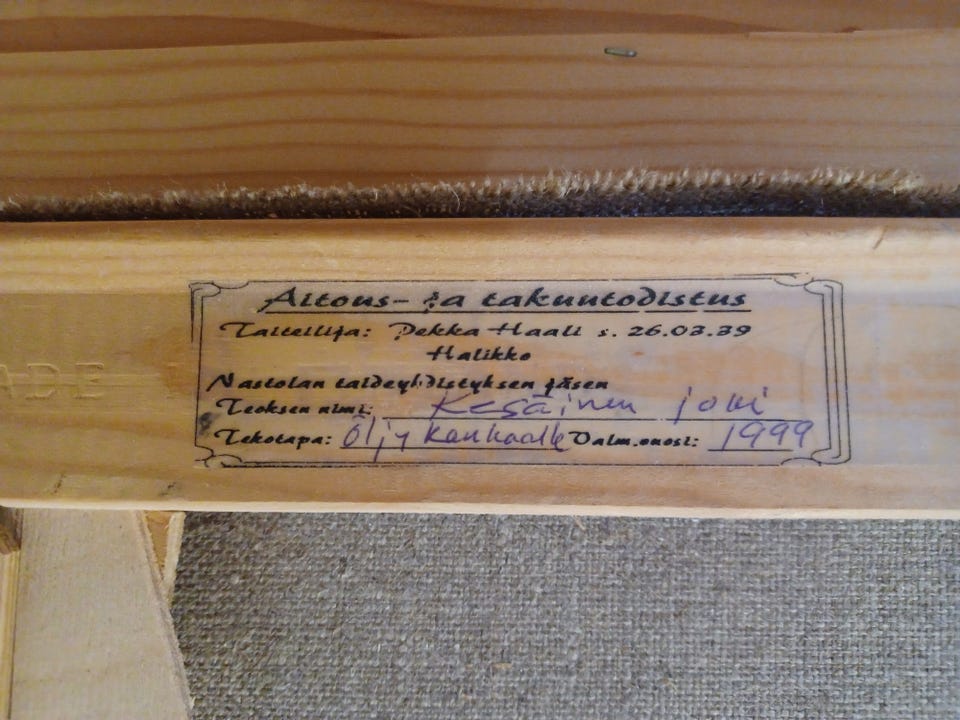 ADE
Aitous- ja takuutodistus
Taiteilija: Pekka Haali s. 26.03.39
Halikko
Nastolan taideyhdistyksen jäsen
Teoksen nimi: Kesäinen joki
Tekotapa: Öljy kankaalle Valm.vuosi: 1999